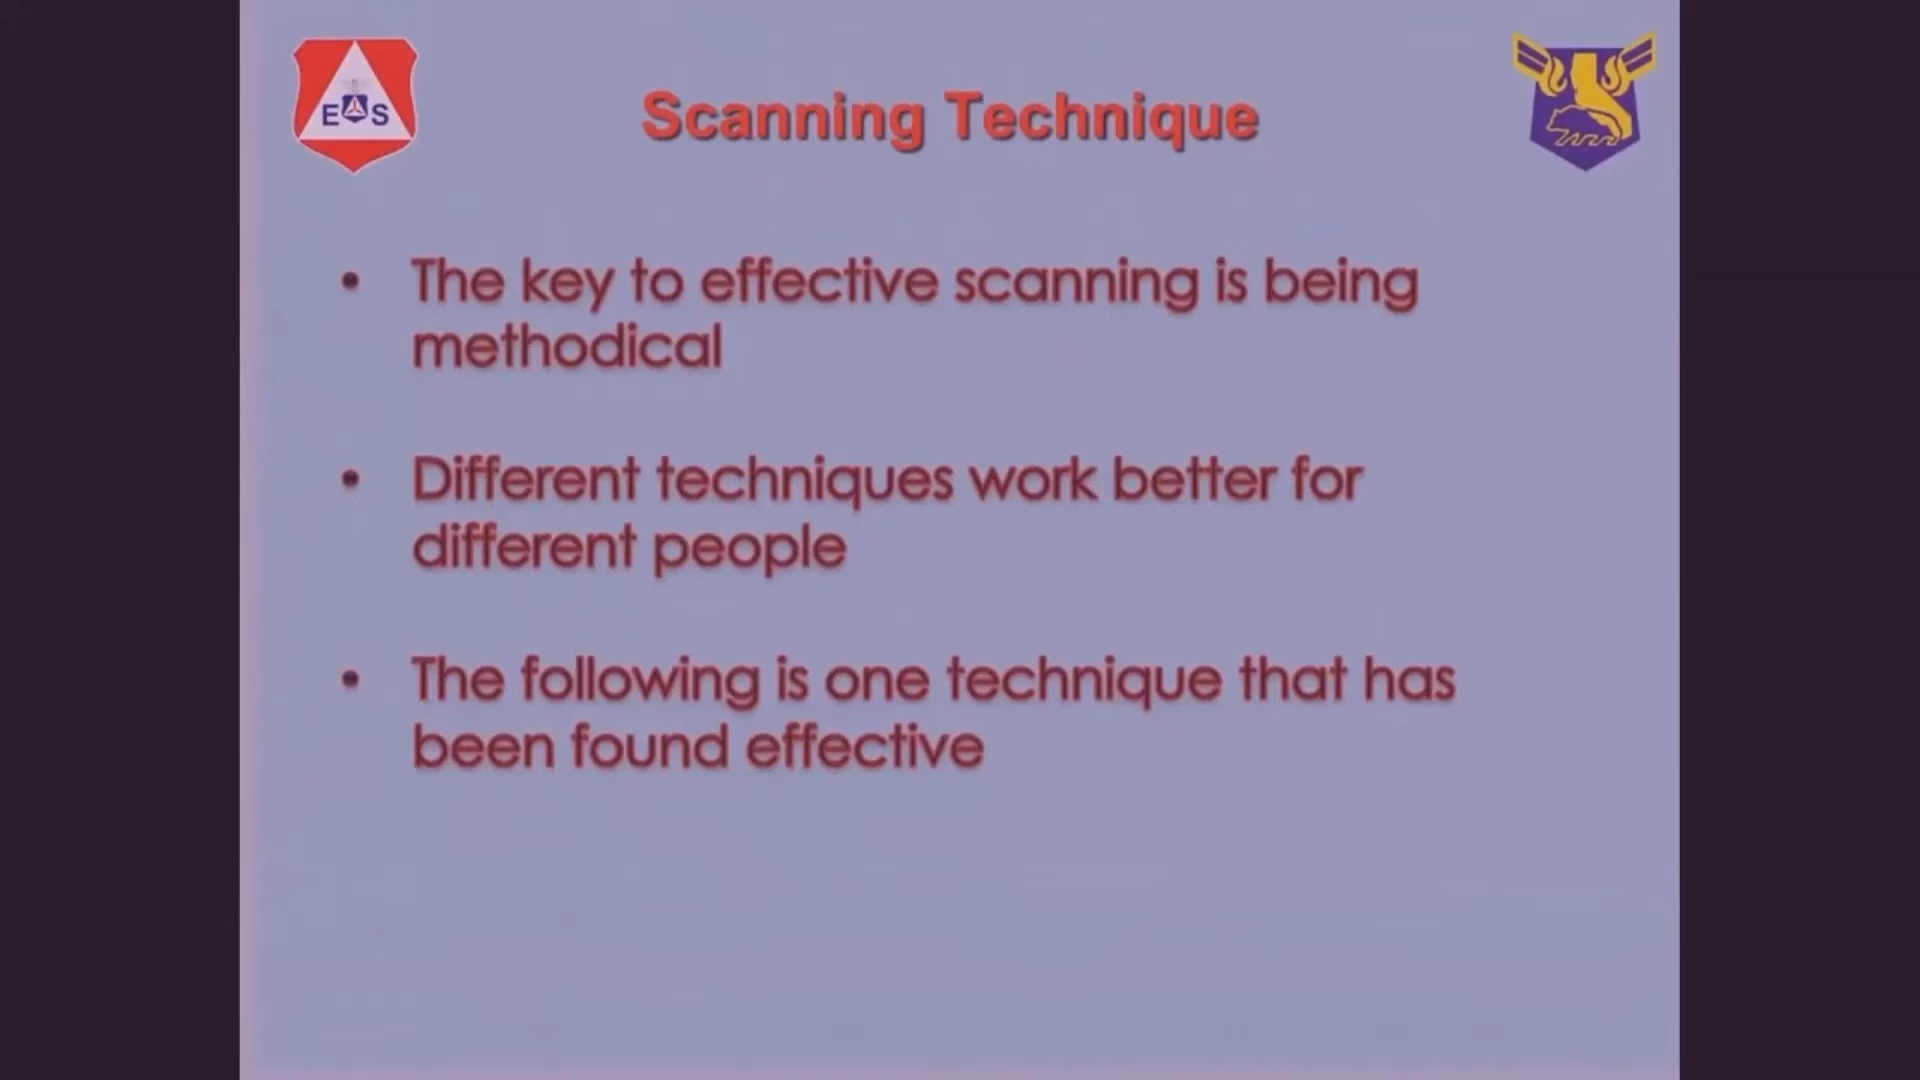 E S
Scanning Technique
• The key to effective scanning is being
methodical
• Different techniques work better for
different people
• The following is one technique that has
been found effective